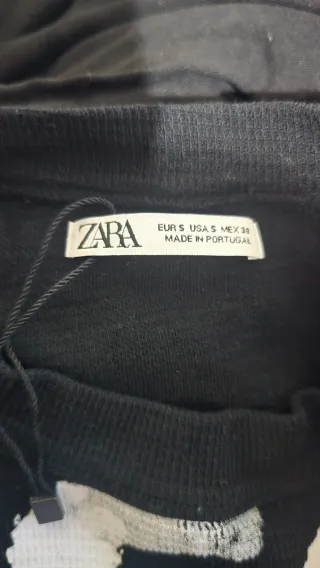 ZARA
EUR S USA S MEX 38
MADE IN PORTUGAL